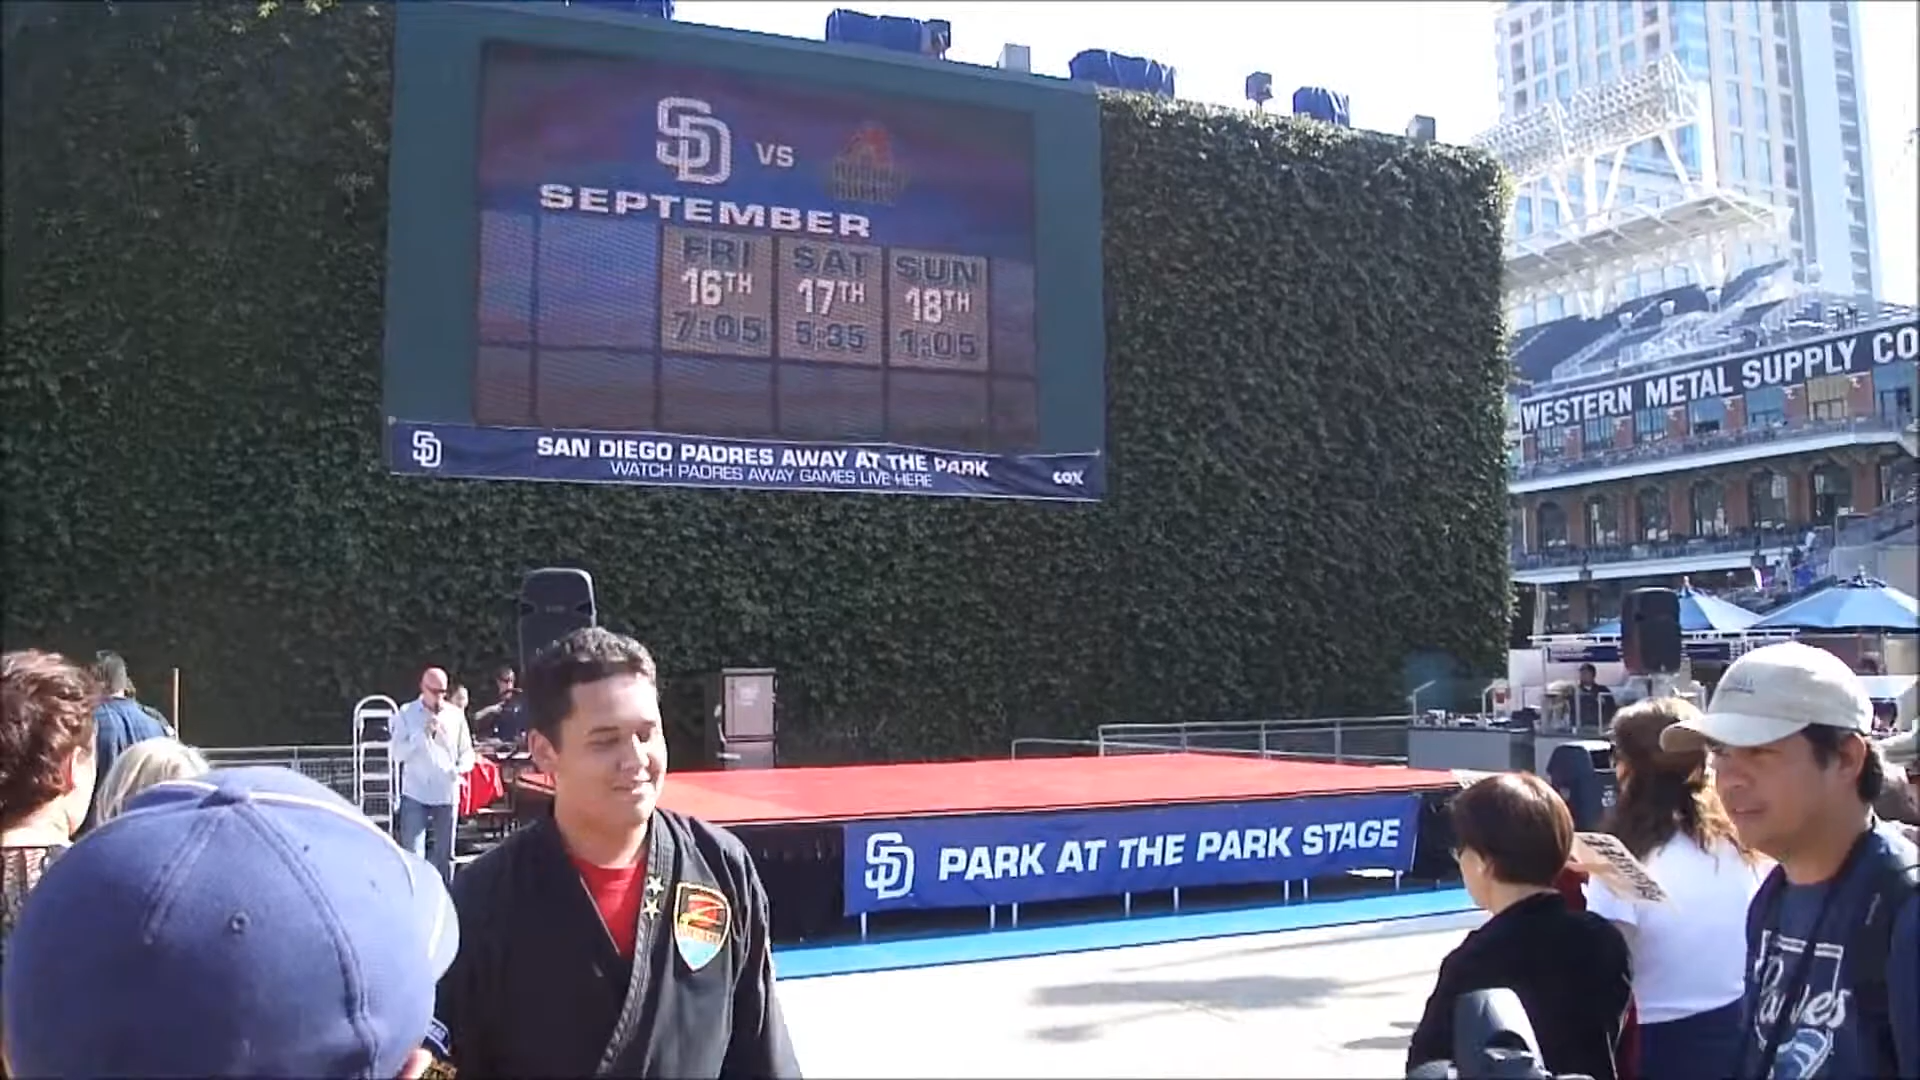 SD VS
SEPTEMBER
FRI SAT SUN
16TH 17TH 18TH
7:05 5:35 1:05
SD SAN DIEGO PADRES AWAY AT THE PARK
WATCH PADRES AWAY GAMES LIVE HERE COX
WESTERN METAL SUPPLY CO
SD PARK AT THE PARK STAGE
Padres